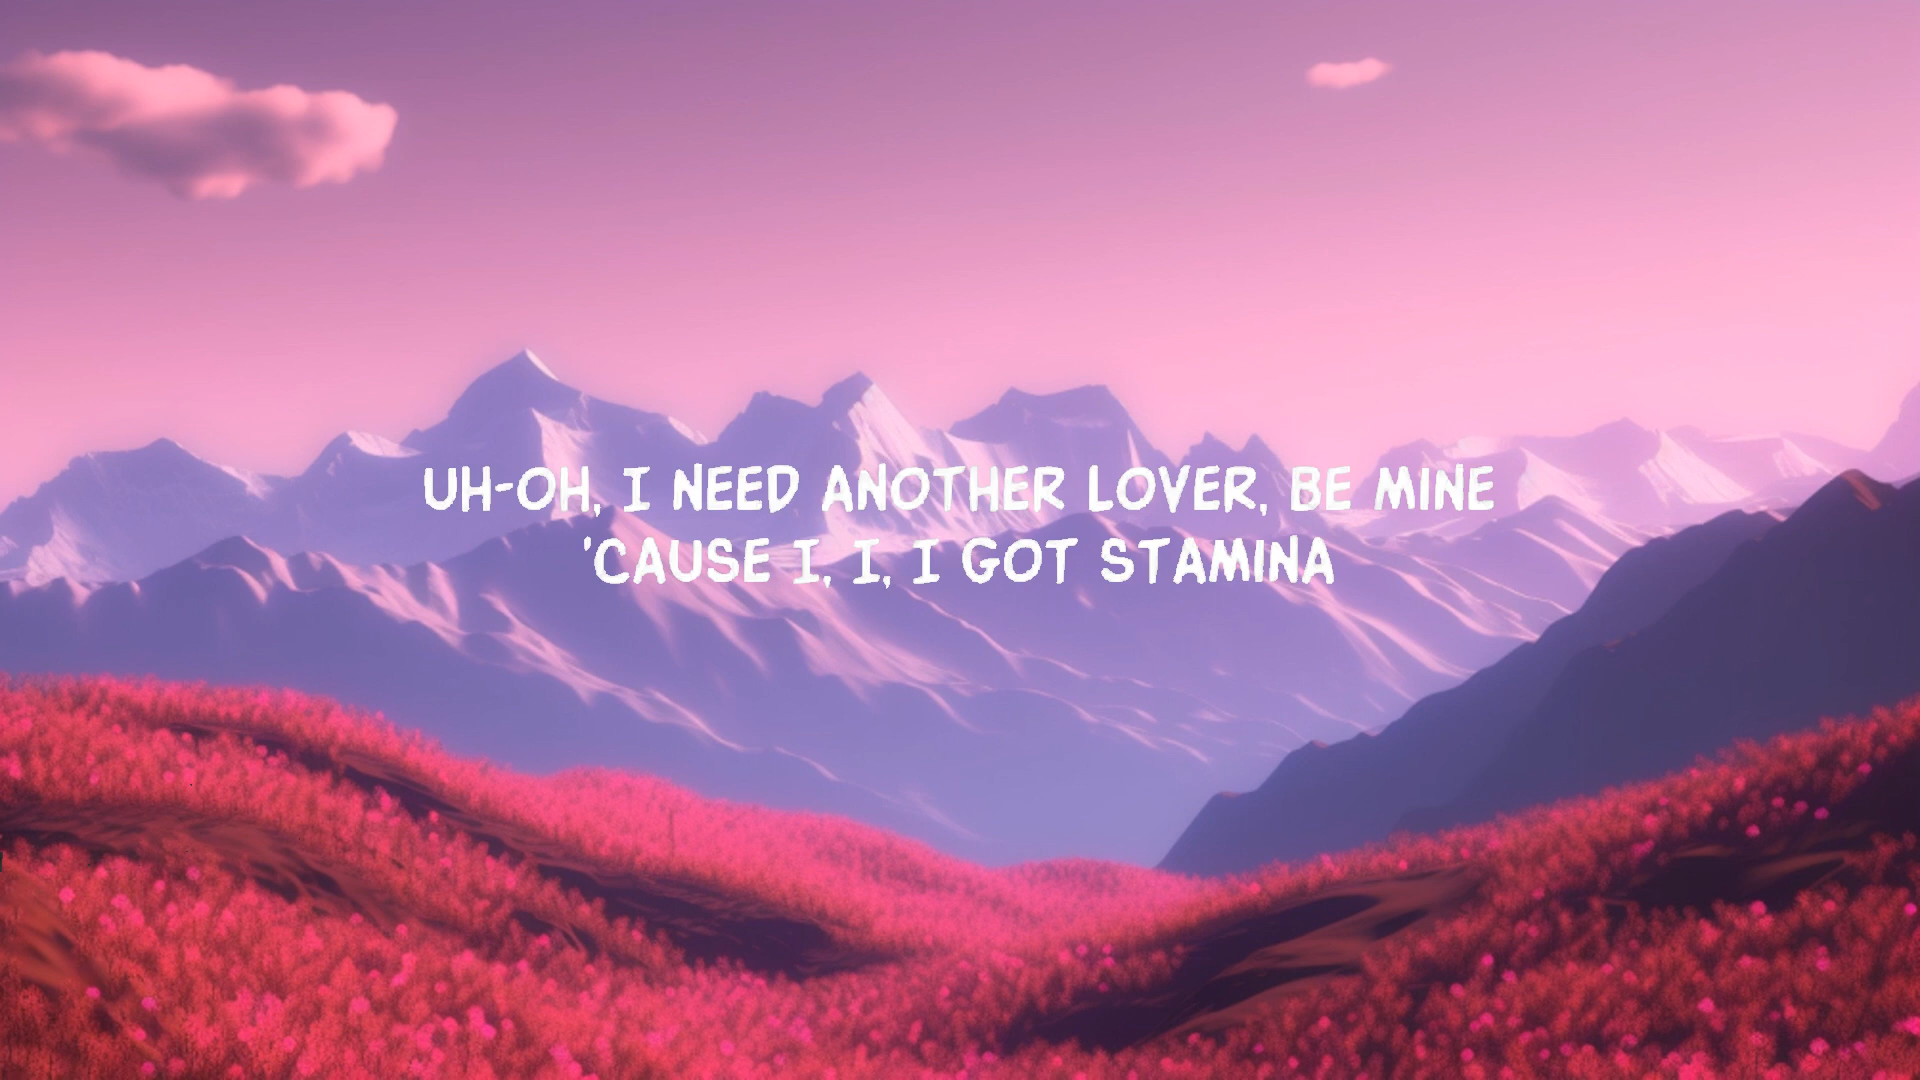 UH-OH, I NEED ANOTHER LOVER, BE MINE
'CAUSE I, I, I GOT STAMINA